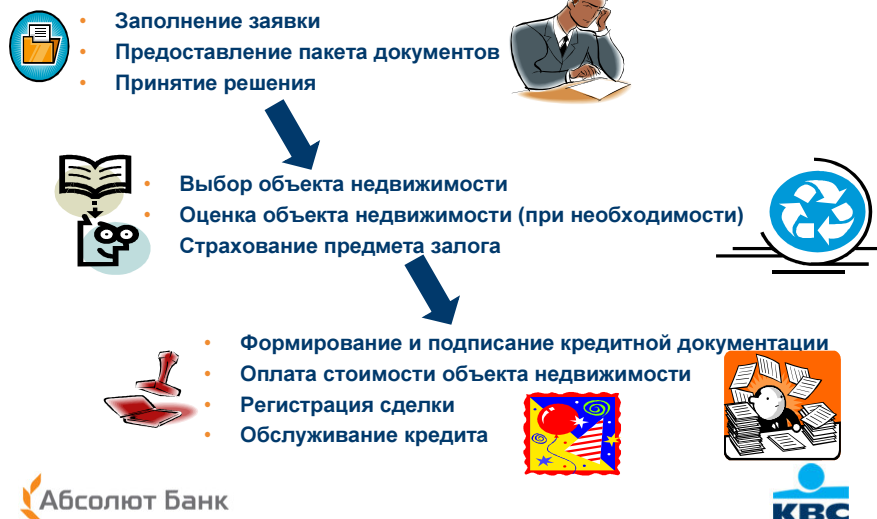 • Заполнение заявки
• Предоставление пакета документов
• Принятие решения
• Выбор объекта недвижимости
• Оценка объекта недвижимости (при необходимости)
Страхование предмета залога
• Формирование и подписание кредитной документации
• Оплата стоимости объекта недвижимости
• Регистрация сделки
• Обслуживание кредита
Абсолют Банк
KBC